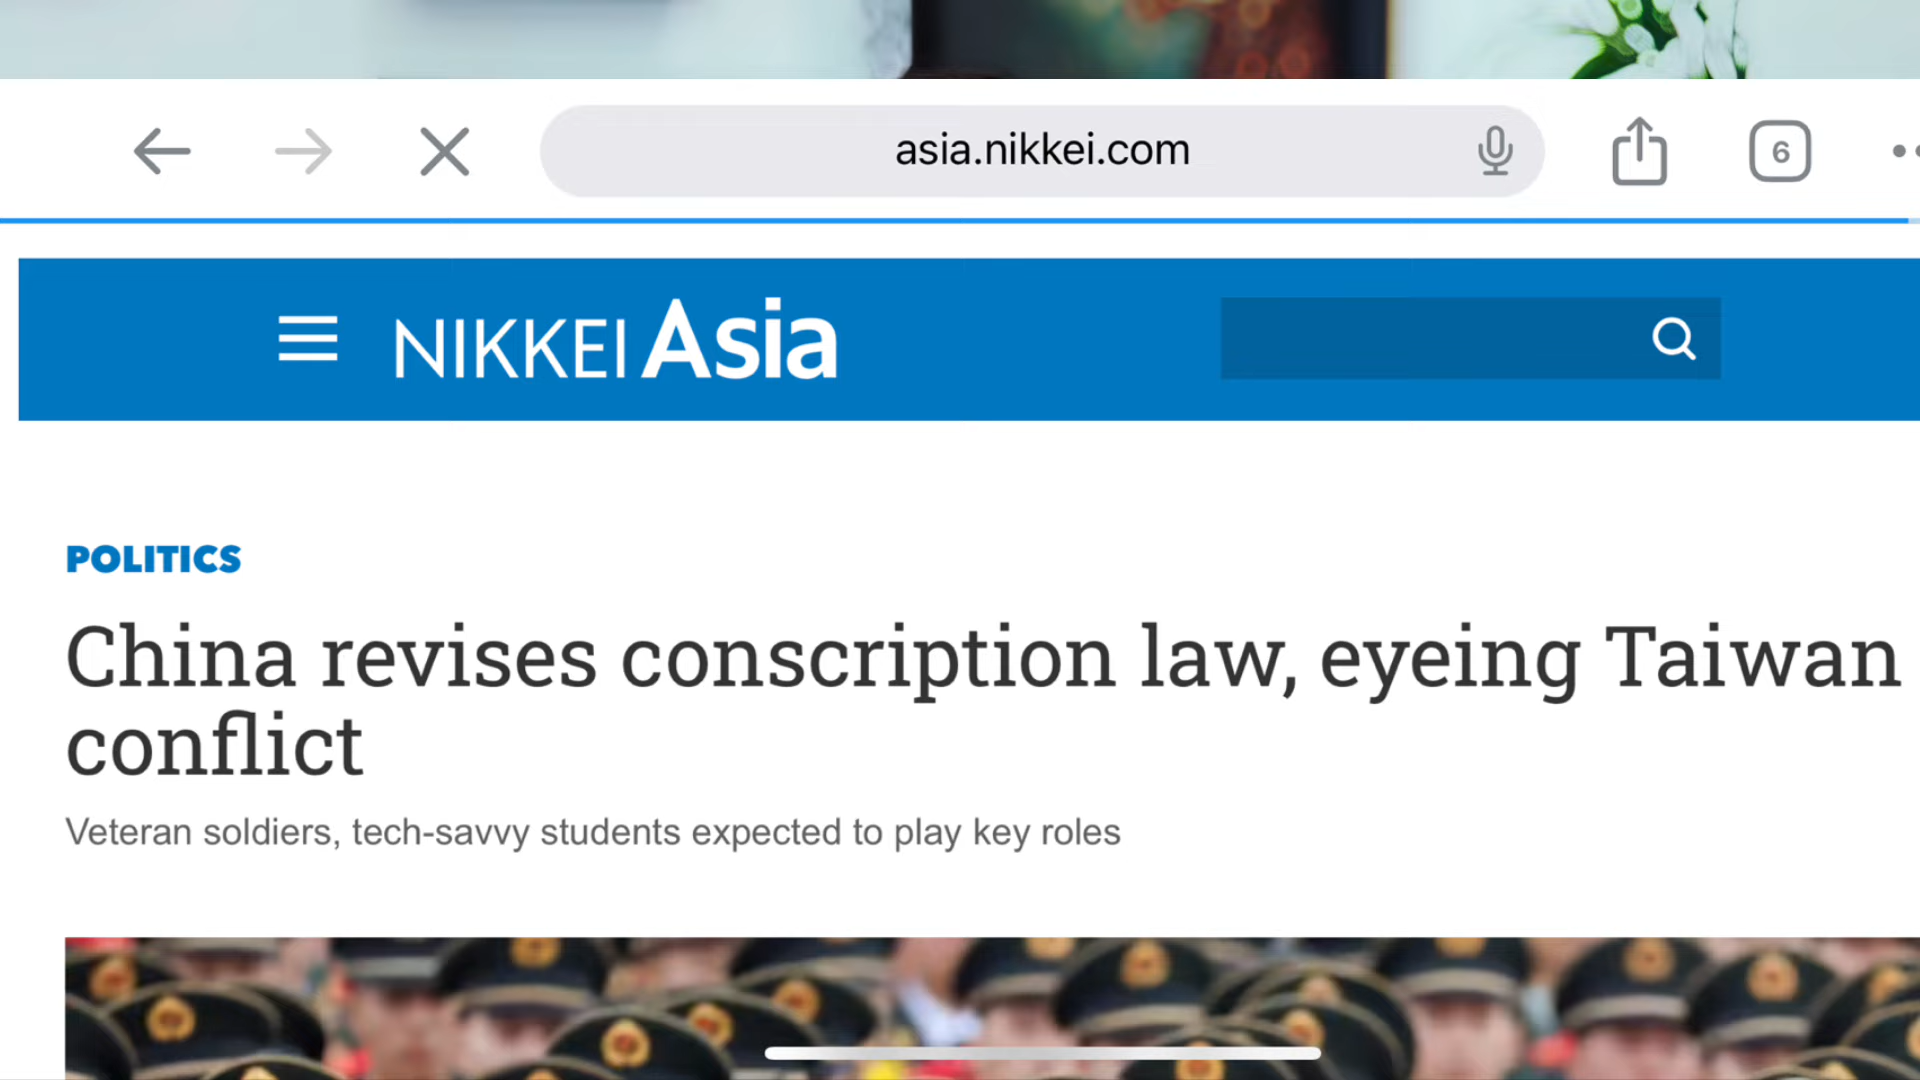 asia.nikkei.com
6
NIKKEI Asia
POLITICS
China revises conscription law, eyeing Taiwan
conflict
Veteran soldiers, tech-savvy students expected to play key roles